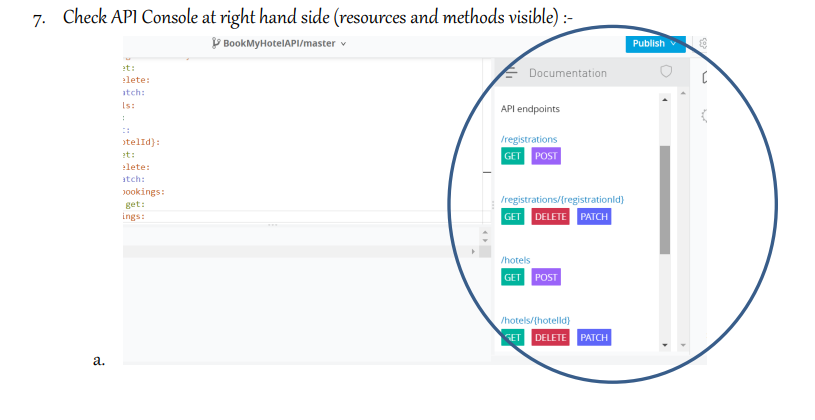 7. Check API Console at right hand side (resources and methods visible) :-
BookMyHotelAPI/master
Publish
et:
elete:
atch:
ls:
:
t:
otelId}:
et:
elete:
atch:
bookings:
get:
ings:
Documentation
API endpoints
/registrations
GET POST
/registrations/{registrationId}
GET DELETE PATCH
/hotels
GET POST
/hotels/{hotelId}
GET DELETE PATCH
a.